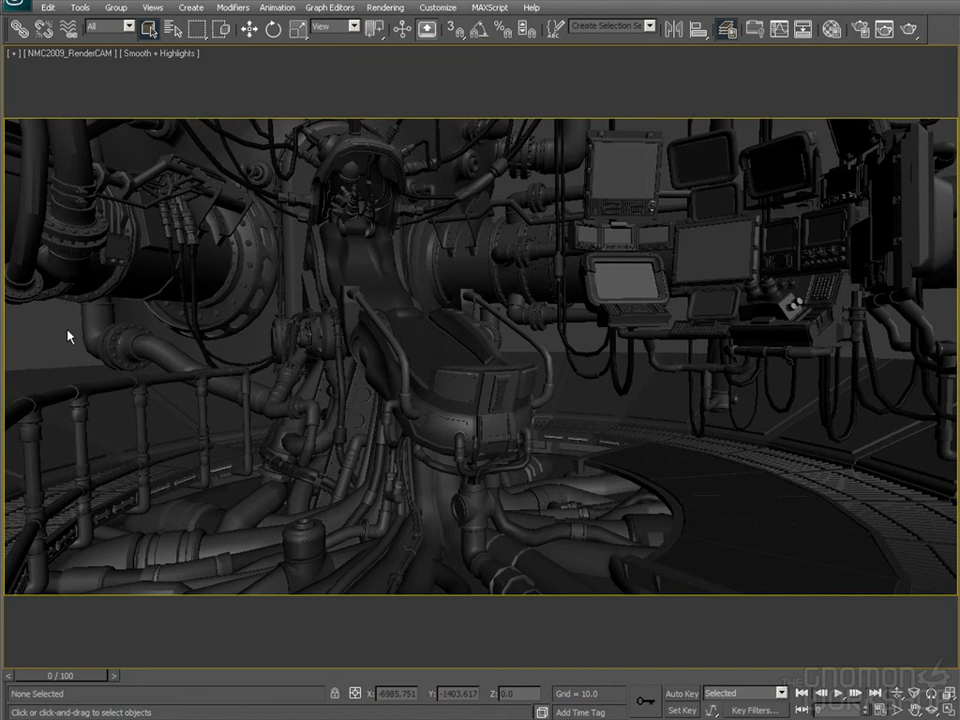 Edit Tools Group Views Create Modifiers Animation Graph Editors Rendering Customize MAXScript Help
All View Create Selection Se
[ + ] [ NMC2009_RenderCAM ] [ Smooth + Highlights ]
< 0 / 100 >
None Selected X: -6985.751 Y: -1403.617 Z: 0.0 Grid = 10.0 Auto Key Selected
Click or click-and-drag to select objects Add Time Tag Set Key Key Filters... 0
THE GNOMON WORKSHOP